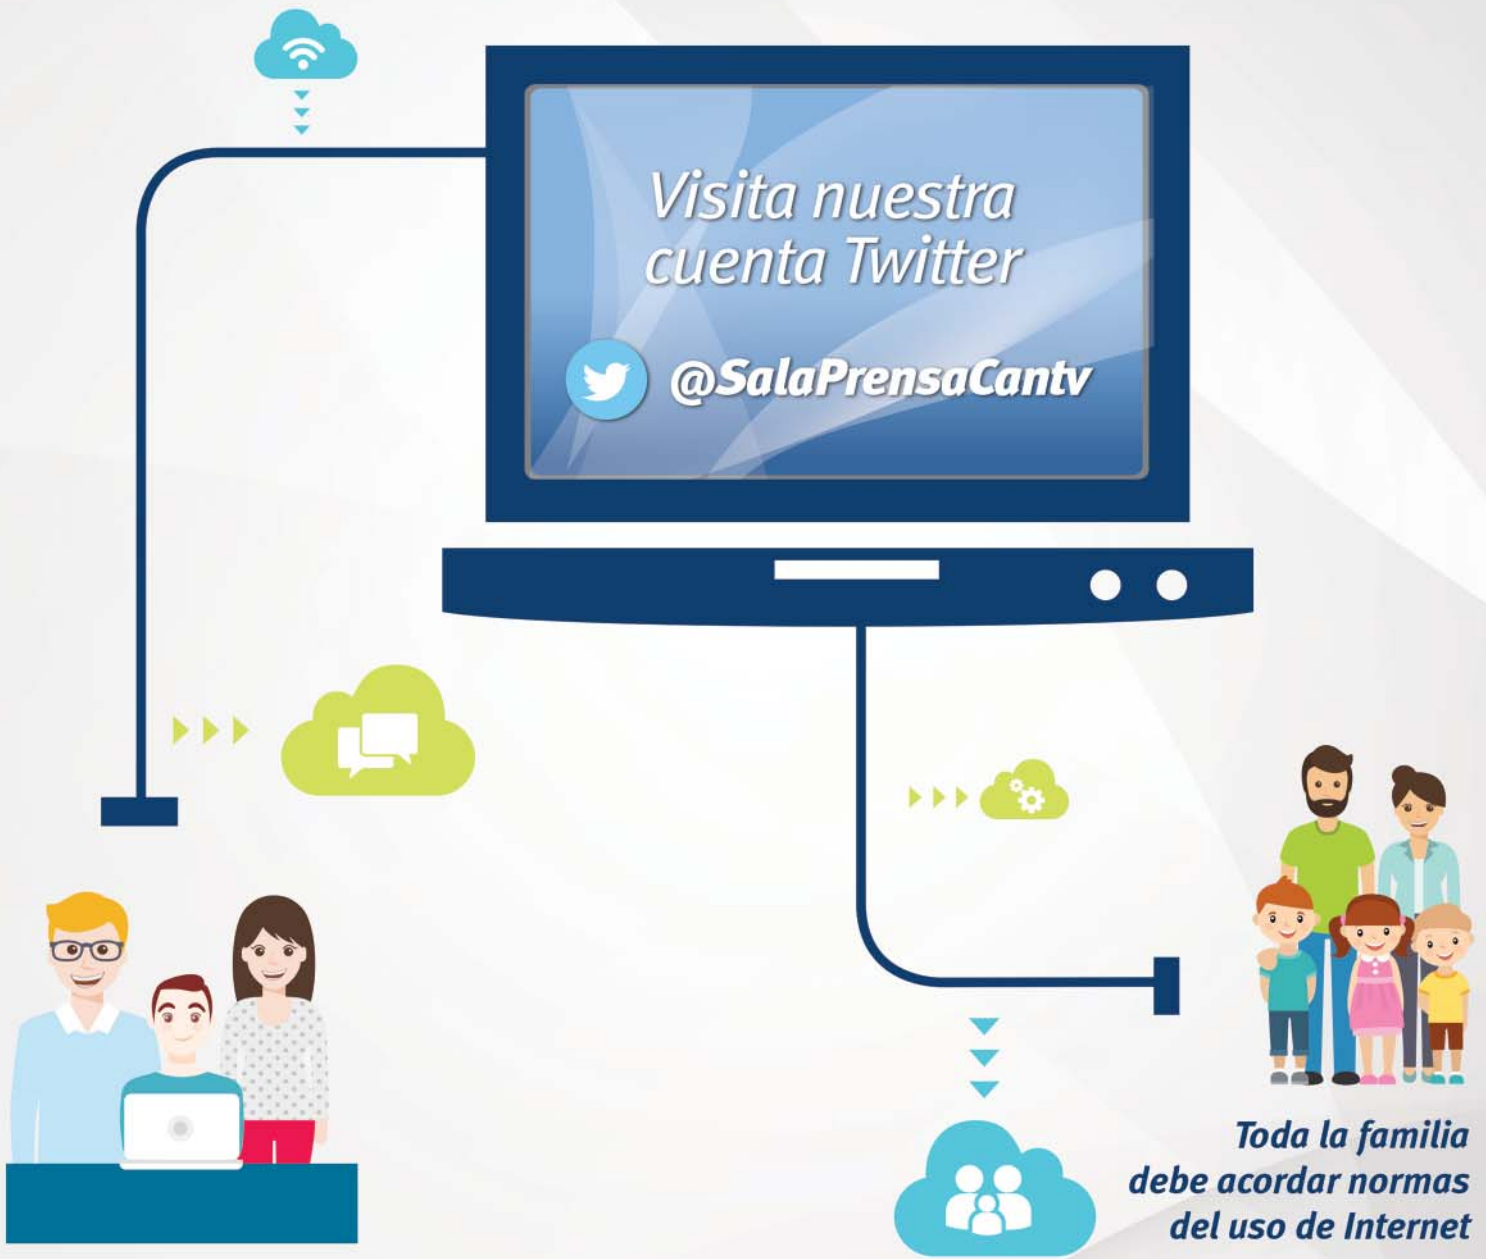 Visita nuestra
cuenta Twitter
@SalaPrensaCantv
Toda la familia
debe acordar normas
del uso de Internet